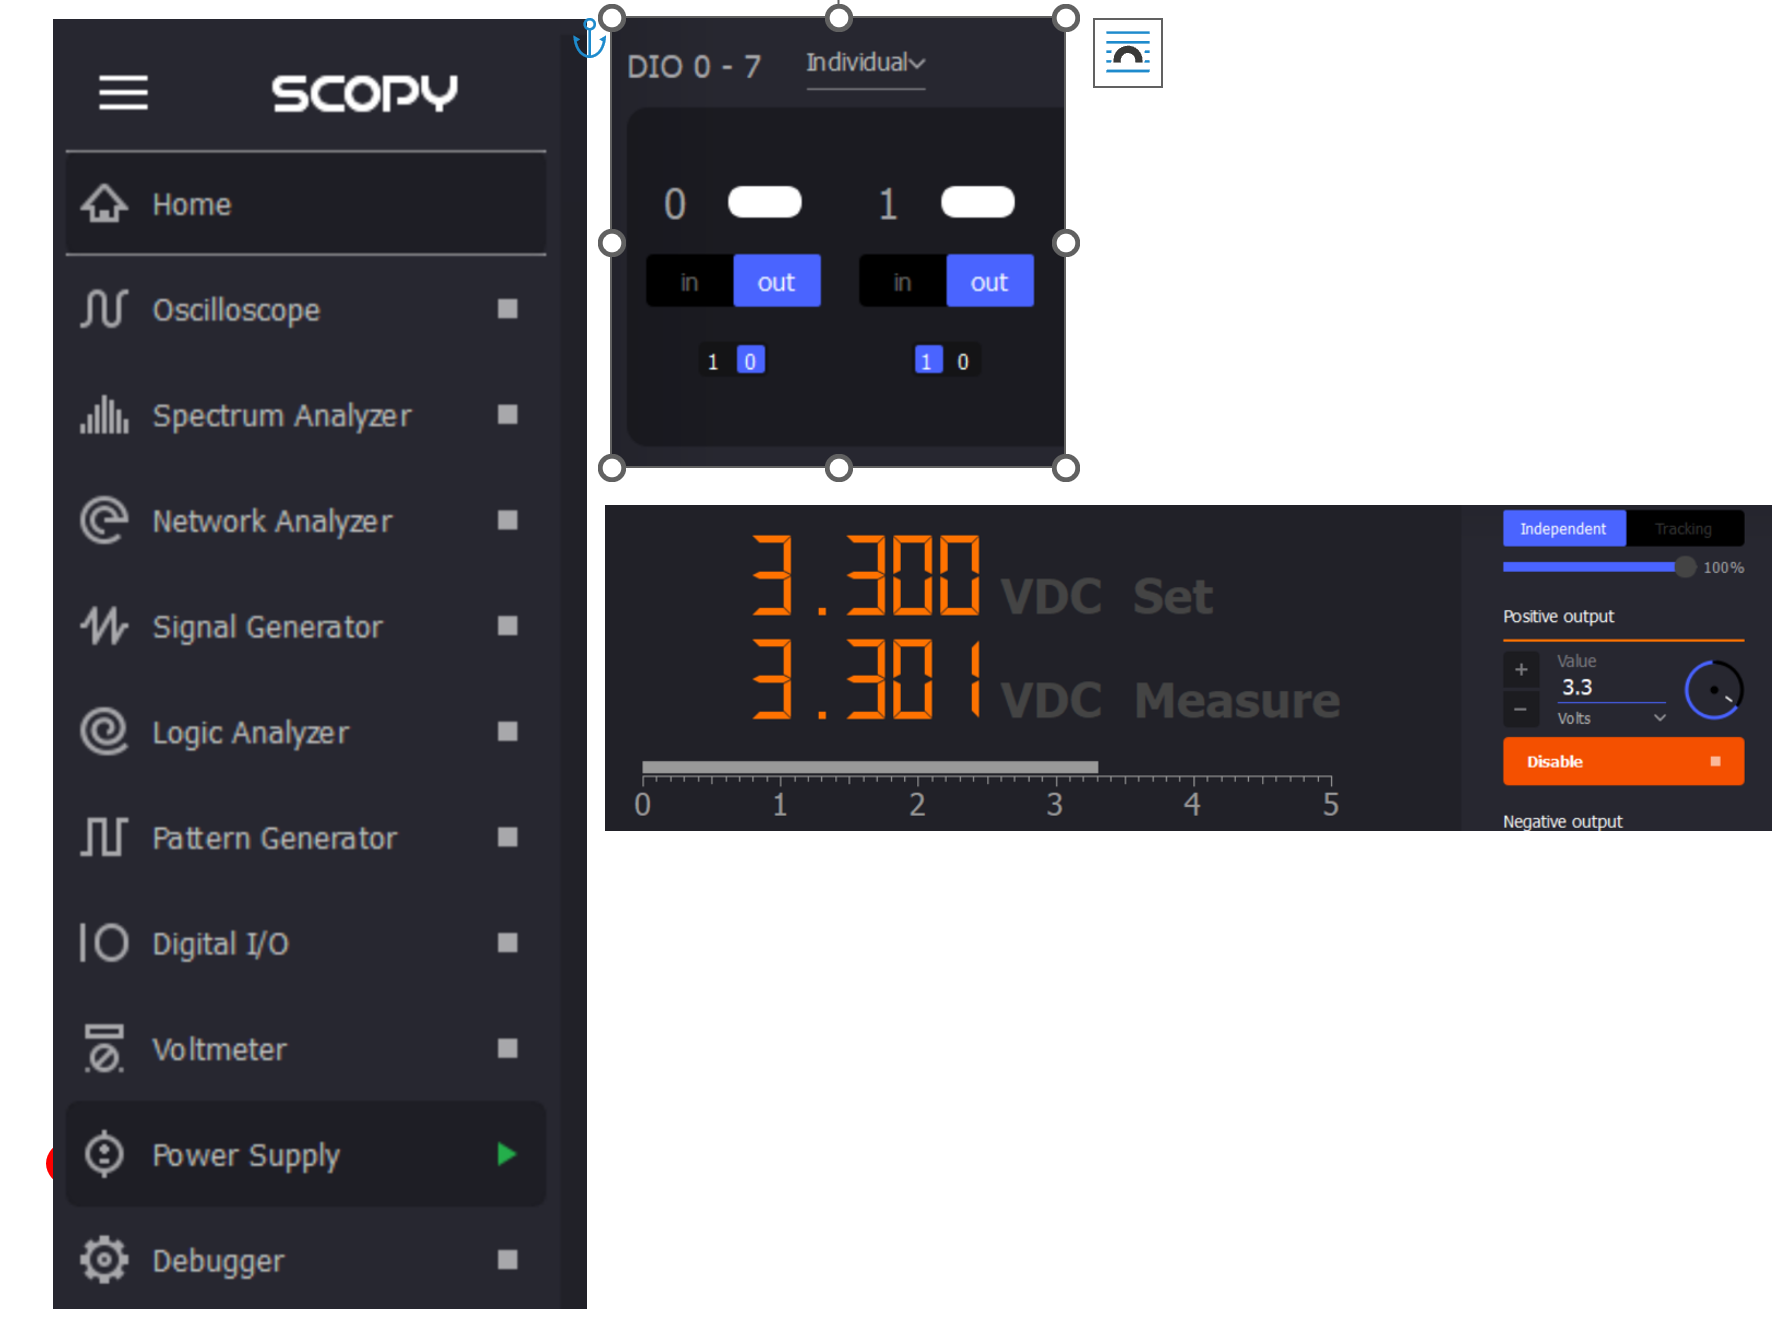 SCOPY
Home
Oscilloscope
Spectrum Analyzer
Network Analyzer
Signal Generator
Logic Analyzer
Pattern Generator
Digital I/O
Voltmeter
Power Supply
Debugger
DIO 0 - 7 Individual
0 1
in out in out
1 0 1 0
3.300 VDC Set
3.301 VDC Measure
0 1 2 3 4 5
Independent Tracking
100%
Positive output
+ Value
3.3
- Volts
Disable
Negative output